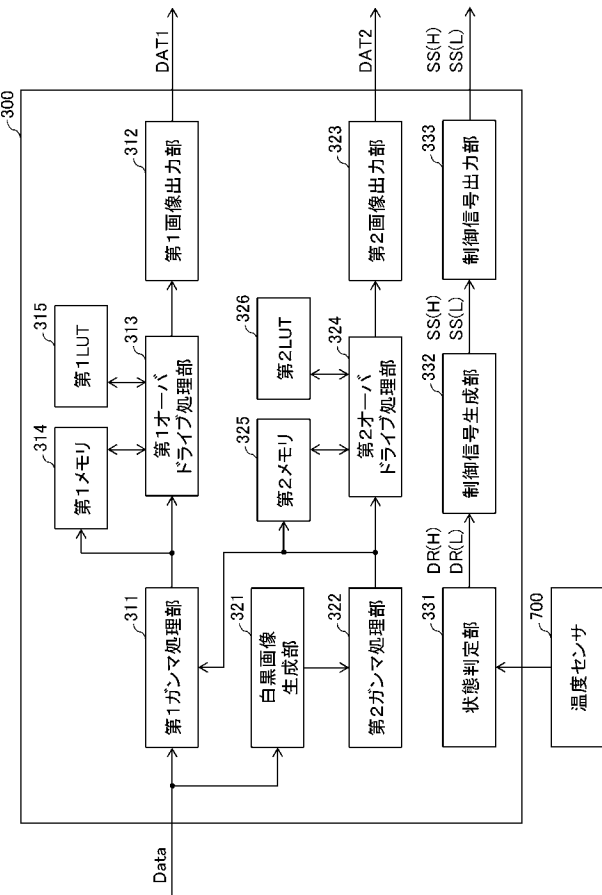 300
Data
311
第1ガンマ処理部
314
第1メモリ
315
第1LUT
313
第1オーバ
ドライブ処理部
312
第1画像出力部
DAT1
321
白黒画像
生成部
322
第2ガンマ処理部
325
第2メモリ
326
第2LUT
324
第2オーバ
ドライブ処理部
323
第2画像出力部
DAT2
331
状態判定部
DR(H)
DR(L)
332
制御信号生成部
SS(H)
SS(L)
333
制御信号出力部
SS(H)
SS(L)
700
温度センサ